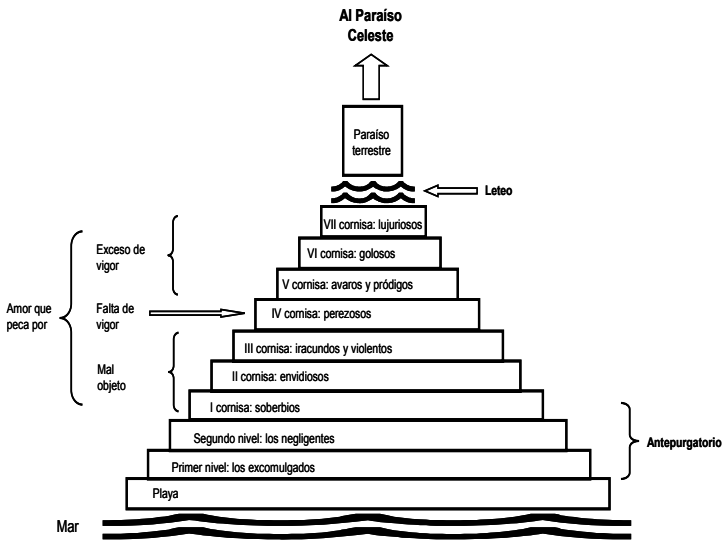 Al Paraíso
Celeste
Paraíso
terrestre
Leteo
VII cornisa: lujuriosos
Exceso de
vigor
VI cornisa: golosos
V cornisa: avaros y pródigos
Amor que
peca por
Falta de
vigor
IV cornisa: perezosos
III cornisa: iracundos y violentos
Mal
objeto
II cornisa: envidiosos
I cornisa: soberbios
Segundo nivel: los negligentes
Antepurgatorio
Primer nivel: los excomulgados
Playa
Mar